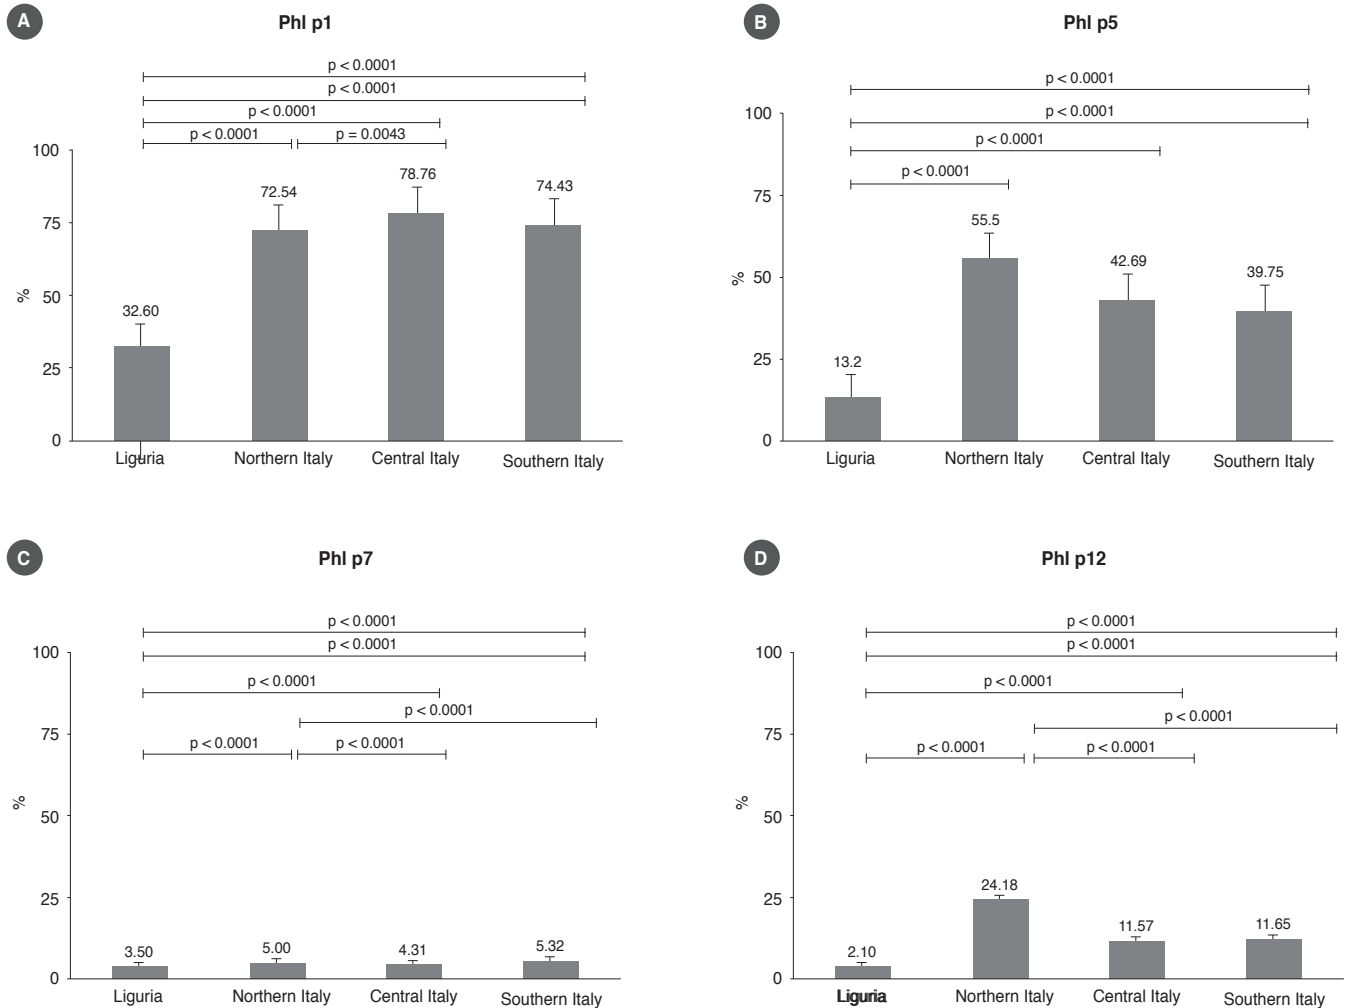 A
Phl p1
p < 0.0001
p < 0.0001
p < 0.0001
p < 0.0001 p = 0.0043
100
75
50
25
0
%
32.60
72.54
78.76
74.43
Liguria Northern Italy Central Italy Southern Italy
B
Phl p5
p < 0.0001
p < 0.0001
p < 0.0001
p < 0.0001
100
75
50
25
0
%
13.2
55.5
42.69
39.75
Liguria Northern Italy Central Italy Southern Italy
C
Phl p7
p < 0.0001
p < 0.0001
p < 0.0001
p < 0.0001
p < 0.0001 p < 0.0001
100
75
50
25
0
%
3.50
5.00
4.31
5.32
Liguria Northern Italy Central Italy Southern Italy
D
Phl p12
p < 0.0001
p < 0.0001
p < 0.0001
p < 0.0001
p < 0.0001 p < 0.0001
100
75
50
25
0
%
2.10
24.18
11.57
11.65
Liguria Northern Italy Central Italy Southern Italy